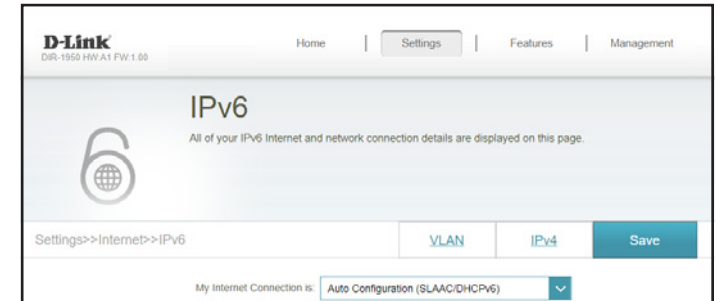 D-Link
DIR-1950 HW:A1 FW:1.00
Home | Settings | Features | Management
IPv6
All of your IPv6 Internet and network connection details are displayed on this page.
Settings>>Internet>>IPv6
VLAN
IPv4
Save
My Internet Connection is: Auto Configuration (SLAAC/DHCPv6)